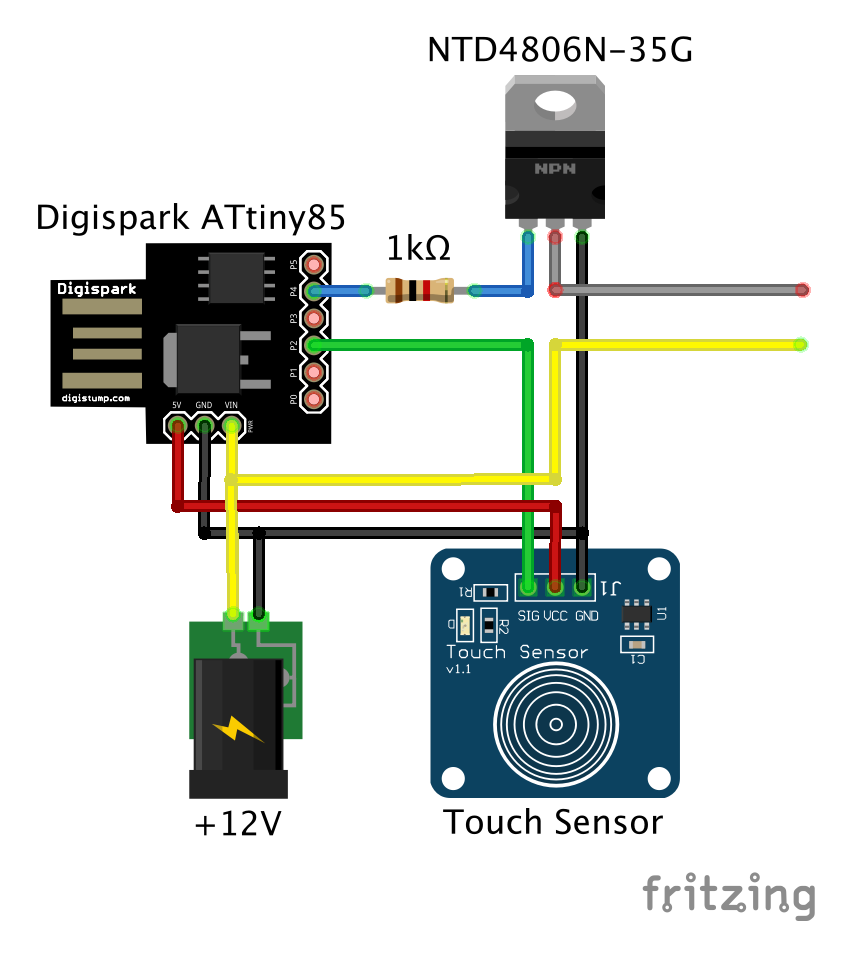 NTD4806N-35G
NPN
Digispark ATtiny85
1kΩ
Digispark
P5
P4
P3
P2
P1
P0
digistump.com
5V GND VIN
PWR
J1
R1
SIG VCC GND
U1
D
R2
Touch Sensor
C1
v1.1
+12V
Touch Sensor
fritzing